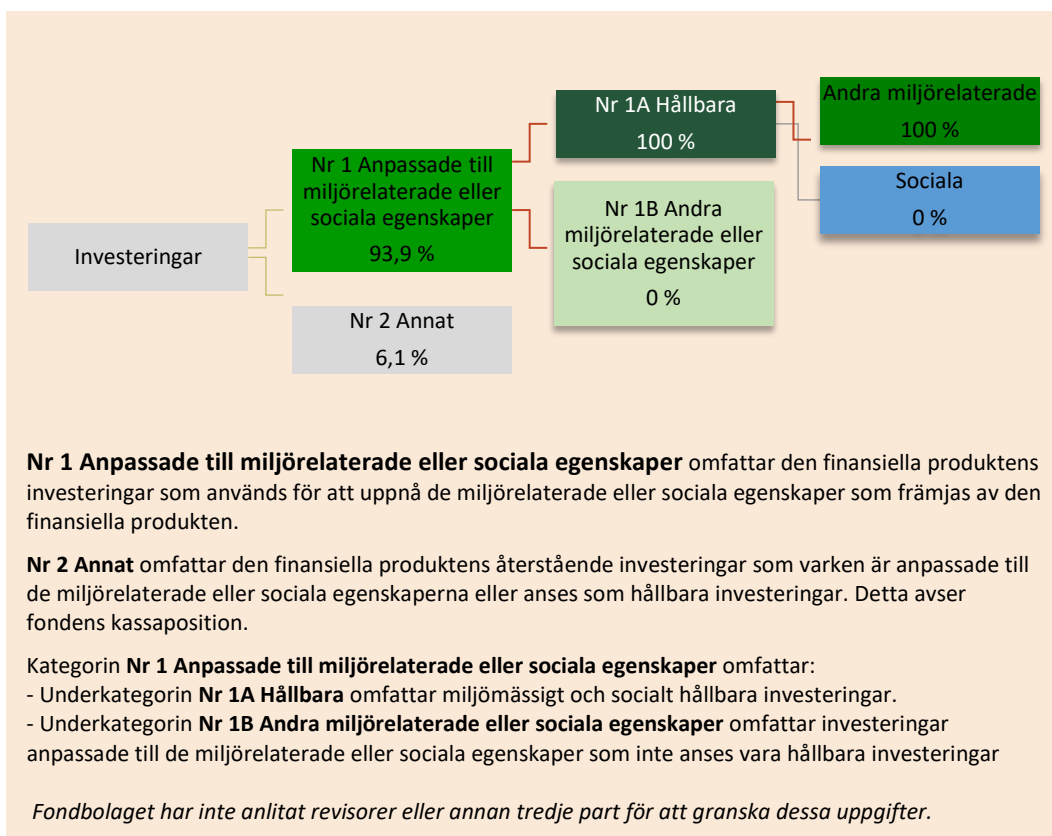 Investeringar
Nr 1 Anpassade till
miljörelaterade eller
sociala egenskaper
93,9 %
Nr 2 Annat
6,1 %
Nr 1A Hållbara
100 %
Nr 1B Andra
miljörelaterade eller
sociala egenskaper
0 %
Andra miljörelaterade
100 %
Sociala
0 %
Nr 1 Anpassade till miljörelaterade eller sociala egenskaper omfattar den finansiella produktens
investeringar som används för att uppnå de miljörelaterade eller sociala egenskaper som främjas av den
finansiella produkten.
Nr 2 Annat omfattar den finansiella produktens återstående investeringar som varken är anpassade till
de miljörelaterade eller sociala egenskaperna eller anses som hållbara investeringar. Detta avser
fondens kassaposition.
Kategorin Nr 1 Anpassade till miljörelaterade eller sociala egenskaper omfattar:
- Underkategorin Nr 1A Hållbara omfattar miljömässigt och socialt hållbara investeringar.
- Underkategorin Nr 1B Andra miljörelaterade eller sociala egenskaper omfattar investeringar
anpassade till de miljörelaterade eller sociala egenskaper som inte anses vara hållbara investeringar
Fondbolaget har inte anlitat revisorer eller annan tredje part för att granska dessa uppgifter.